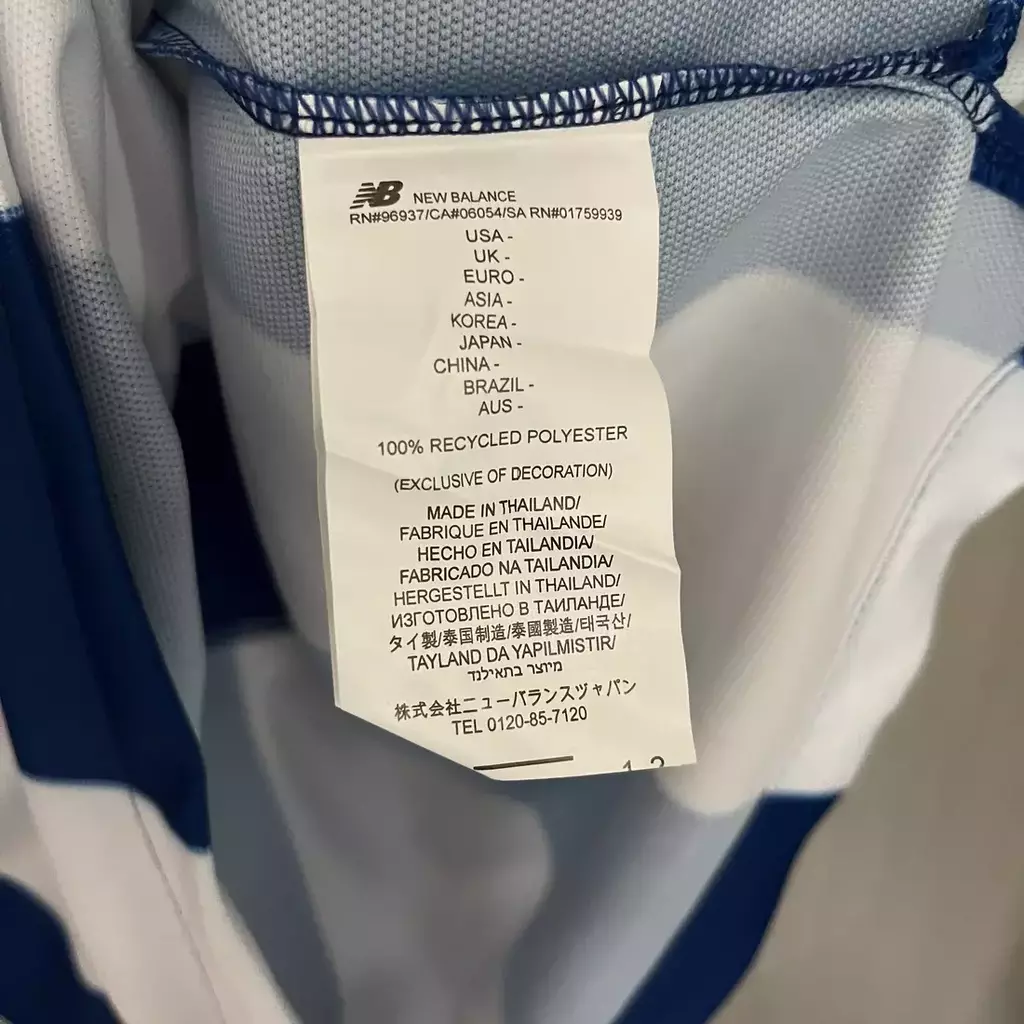 NB NEW BALANCE
RN#96937/CA#06054/SA RN#01759939
USA -
UK -
EURO -
ASIA -
KOREA -
JAPAN -
CHINA -
BRAZIL -
AUS -
100% RECYCLED POLYESTER
(EXCLUSIVE OF DECORATION)
MADE IN THAILAND/
FABRIQUE EN THAILANDE/
HECHO EN TAILANDIA/
FABRICADO NA TAILANDIA/
HERGESTELLT IN THAILAND/
ИЗГОТОВЛЕНО В ТАИЛАНДЕ/
タイ製/泰国制造/泰國製造/태국산/
TAYLAND DA YAPILMISTIR/
מיוצר בתאילנד
株式会社ニューバランスヅャパン
TEL 0120-85-7120